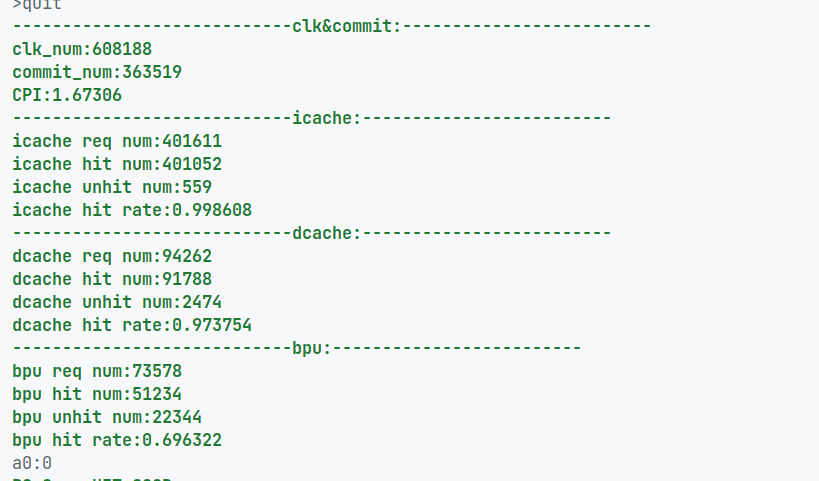 >quit
----------------------------clk&commit:-------------------------
clk_num:608188
commit_num:363519
CPI:1.67306
----------------------------icache:-------------------------
icache req num:401611
icache hit num:401052
icache unhit num:559
icache hit rate:0.998608
----------------------------dcache:-------------------------
dcache req num:94262
dcache hit num:91788
dcache unhit num:2474
dcache hit rate:0.973754
----------------------------bpu:-------------------------
bpu req num:73578
bpu hit num:51234
bpu unhit num:22344
bpu hit rate:0.696322
a0:0